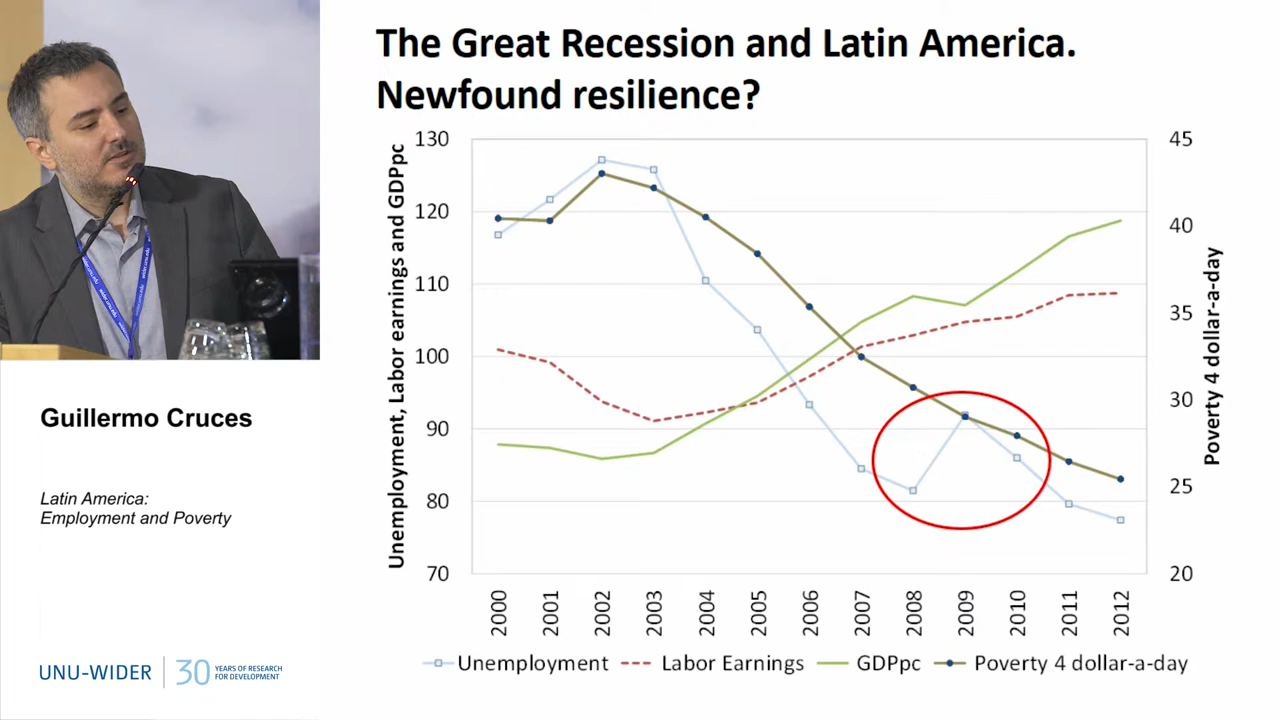 The Great Recession and Latin America.
Newfound resilience?
Unemployment, Labor earnings and GDPpc
130
120
110
100
90
80
70
45
40
35
30
25
20
Poverty 4 dollar-a-day
2000
2001
2002
2003
2004
2005
2006
2007
2008
2009
2010
2011
2012
Unemployment
Labor Earnings
GDPpc
Poverty 4 dollar-a-day
Guillermo Cruces
Latin America:
Employment and Poverty
UNU-WIDER
30
YEARS OF RESEARCH
FOR DEVELOPMENT